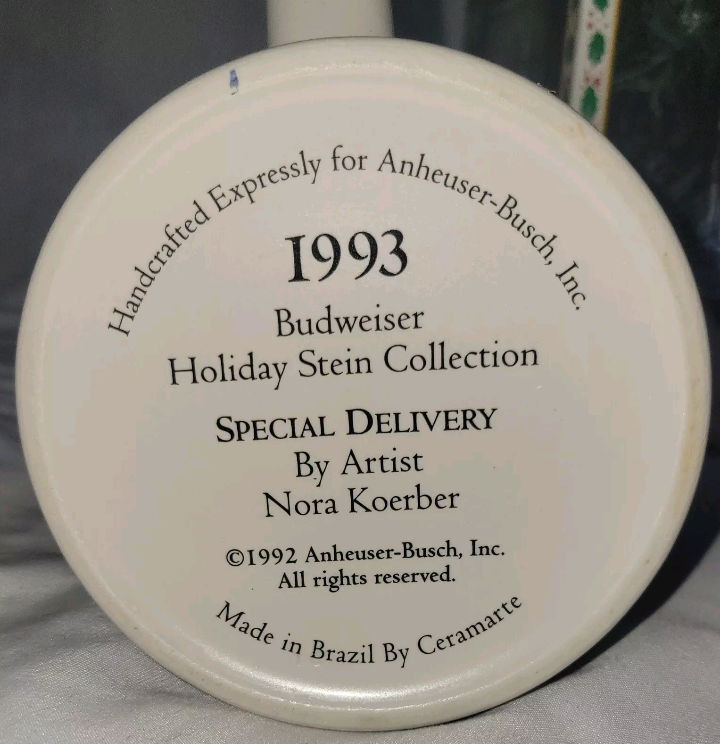 Handcrafted Expressly for Anheuser-Busch, Inc.
1993
Budweiser
Holiday Stein Collection
SPECIAL DELIVERY
By Artist
Nora Koerber
©1992 Anheuser-Busch, Inc.
All rights reserved.
Made in Brazil By Ceramarte